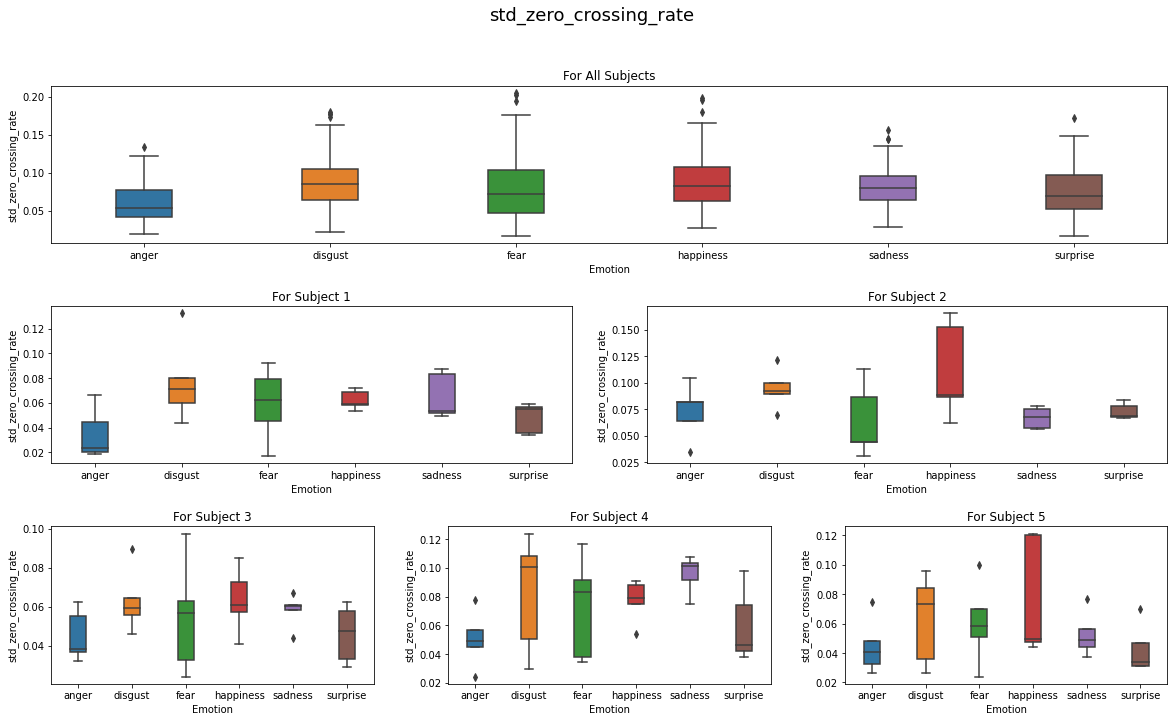 std_zero_crossing_rate
For All Subjects
std_zero_crossing_rate
0.20
0.15
0.10
0.05
anger disgust fear happiness sadness surprise
Emotion
For Subject 1
std_zero_crossing_rate
0.12
0.10
0.08
0.06
0.04
0.02
anger disgust fear happiness sadness surprise
Emotion
For Subject 2
std_zero_crossing_rate
0.150
0.125
0.100
0.075
0.050
0.025
anger disgust fear happiness sadness surprise
Emotion
For Subject 3
std_zero_crossing_rate
0.10
0.08
0.06
0.04
anger disgust fear happiness sadness surprise
Emotion
For Subject 4
std_zero_crossing_rate
0.12
0.10
0.08
0.06
0.04
0.02
anger disgust fear happiness sadness surprise
Emotion
For Subject 5
std_zero_crossing_rate
0.12
0.10
0.08
0.06
0.04
0.02
anger disgust fear happiness sadness surprise
Emotion